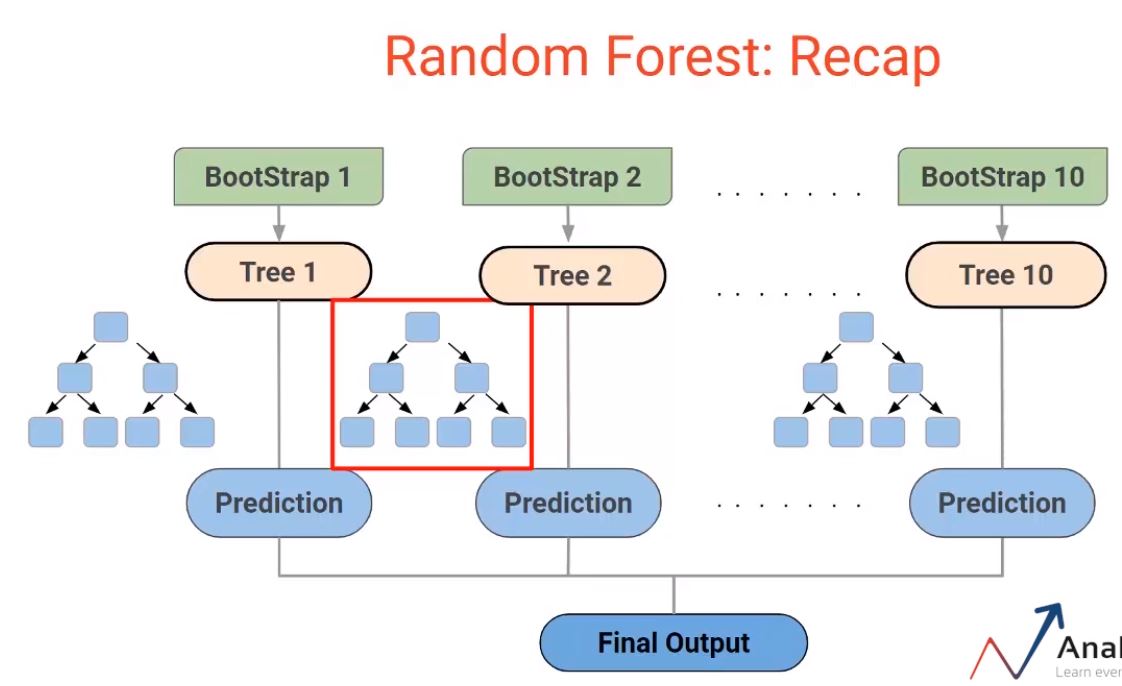 Random Forest: Recap
BootStrap 1
BootStrap 2
. . . . . . .
BootStrap 10
Tree 1
Tree 2
. . . . . . .
Tree 10
Prediction
Prediction
. . . . . . .
Prediction
Final Output
Anal
Learn ever